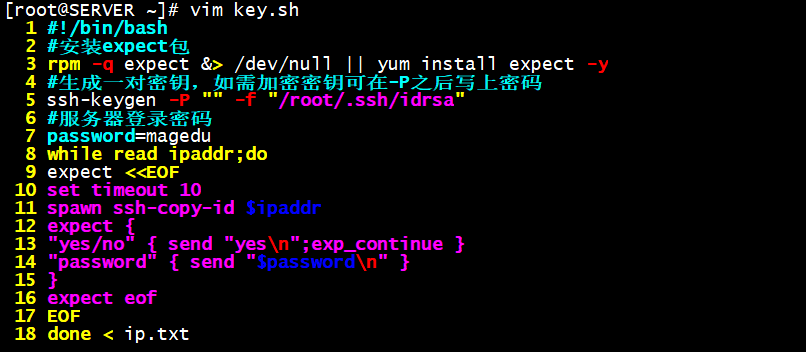 [root@SERVER ~]# vim key.sh
1 #!/bin/bash
2 #安装expect包
3 rpm -q expect &> /dev/null || yum install expect -y
4 #生成一对密钥，如需加密密钥可在-P之后写上密码
5 ssh-keygen -P "" -f "/root/.ssh/idrsa"
6 #服务器登录密码
7 password=magedu
8 while read ipaddr;do
9 expect <<EOF
10 set timeout 10
11 spawn ssh-copy-id $ipaddr
12 expect {
13 "yes/no" { send "yes\n";exp_continue }
14 "password" { send "$password\n" }
15 }
16 expect eof
17 EOF
18 done < ip.txt